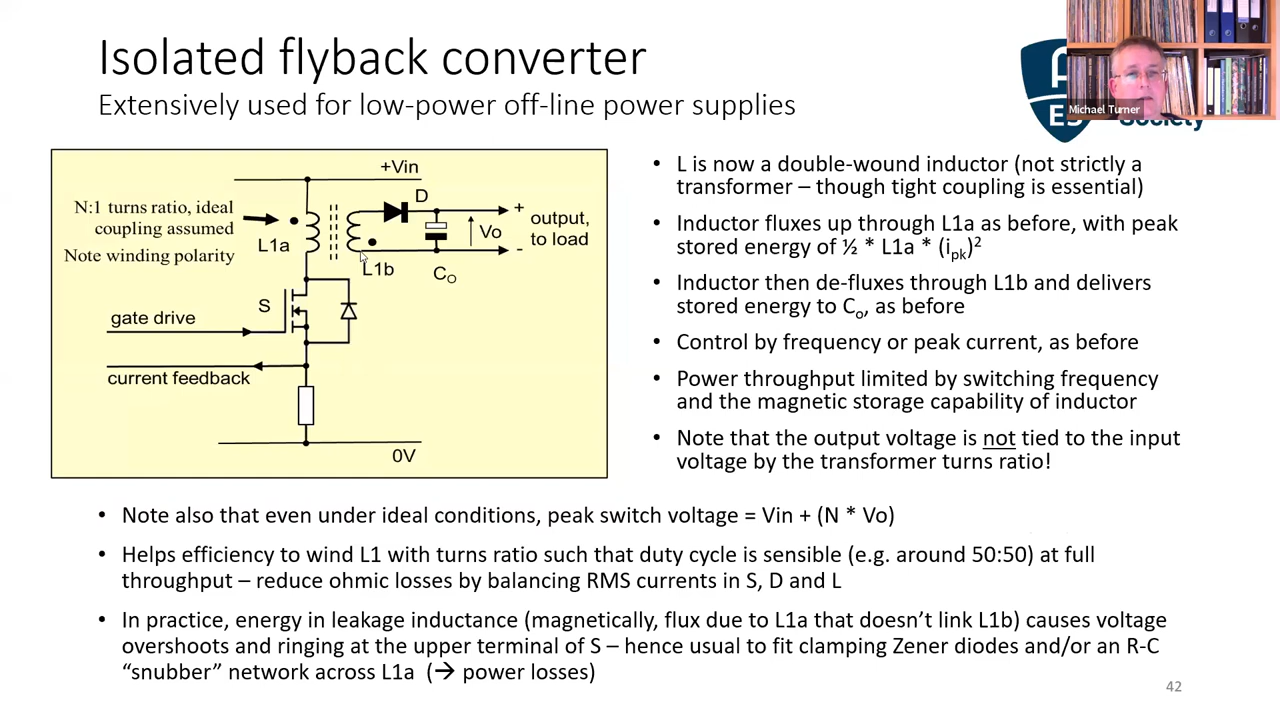 Isolated flyback converter
Extensively used for low-power off-line power supplies
Michael Turner
ES
Society
+Vin
N:1 turns ratio, ideal
coupling assumed
Note winding polarity
L1a
D
+
output,
to load
Vo
-
L1b
CO
S
gate drive
current feedback
0V
• L is now a double-wound inductor (not strictly a
transformer – though tight coupling is essential)
• Inductor fluxes up through L1a as before, with peak
stored energy of ½ * L1a * (ipk)²
• Inductor then de-fluxes through L1b and delivers
stored energy to Co, as before
• Control by frequency or peak current, as before
• Power throughput limited by switching frequency
and the magnetic storage capability of inductor
• Note that the output voltage is not tied to the input
voltage by the transformer turns ratio!
• Note also that even under ideal conditions, peak switch voltage = Vin + (N * Vo)
• Helps efficiency to wind L1 with turns ratio such that duty cycle is sensible (e.g. around 50:50) at full
throughput – reduce ohmic losses by balancing RMS currents in S, D and L
• In practice, energy in leakage inductance (magnetically, flux due to L1a that doesn’t link L1b) causes voltage
overshoots and ringing at the upper terminal of S – hence usual to fit clamping Zener diodes and/or an R-C
“snubber” network across L1a (→ power losses)
42